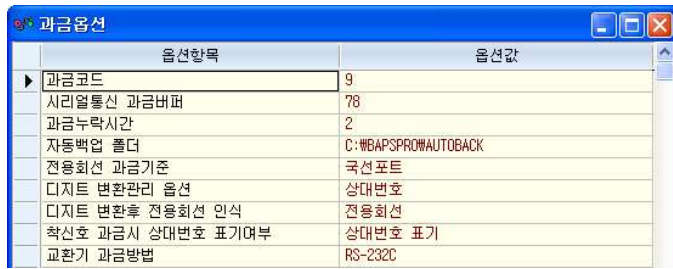 과금옵션
옵션항목 옵션값
과금코드 9
시리얼통신 과금버퍼 78
과금누락시간 2
자동백업 폴더 C:₩BAPSPRO₩AUTOBACK
전용회선 과금기준 국선포트
디지트 변환관리 옵션 상대번호
디지트 변환후 전용회선 인식 전용회선
착신호 과금시 상대번호 표기여부 상대번호 표기
교환기 과금방법 RS-232C